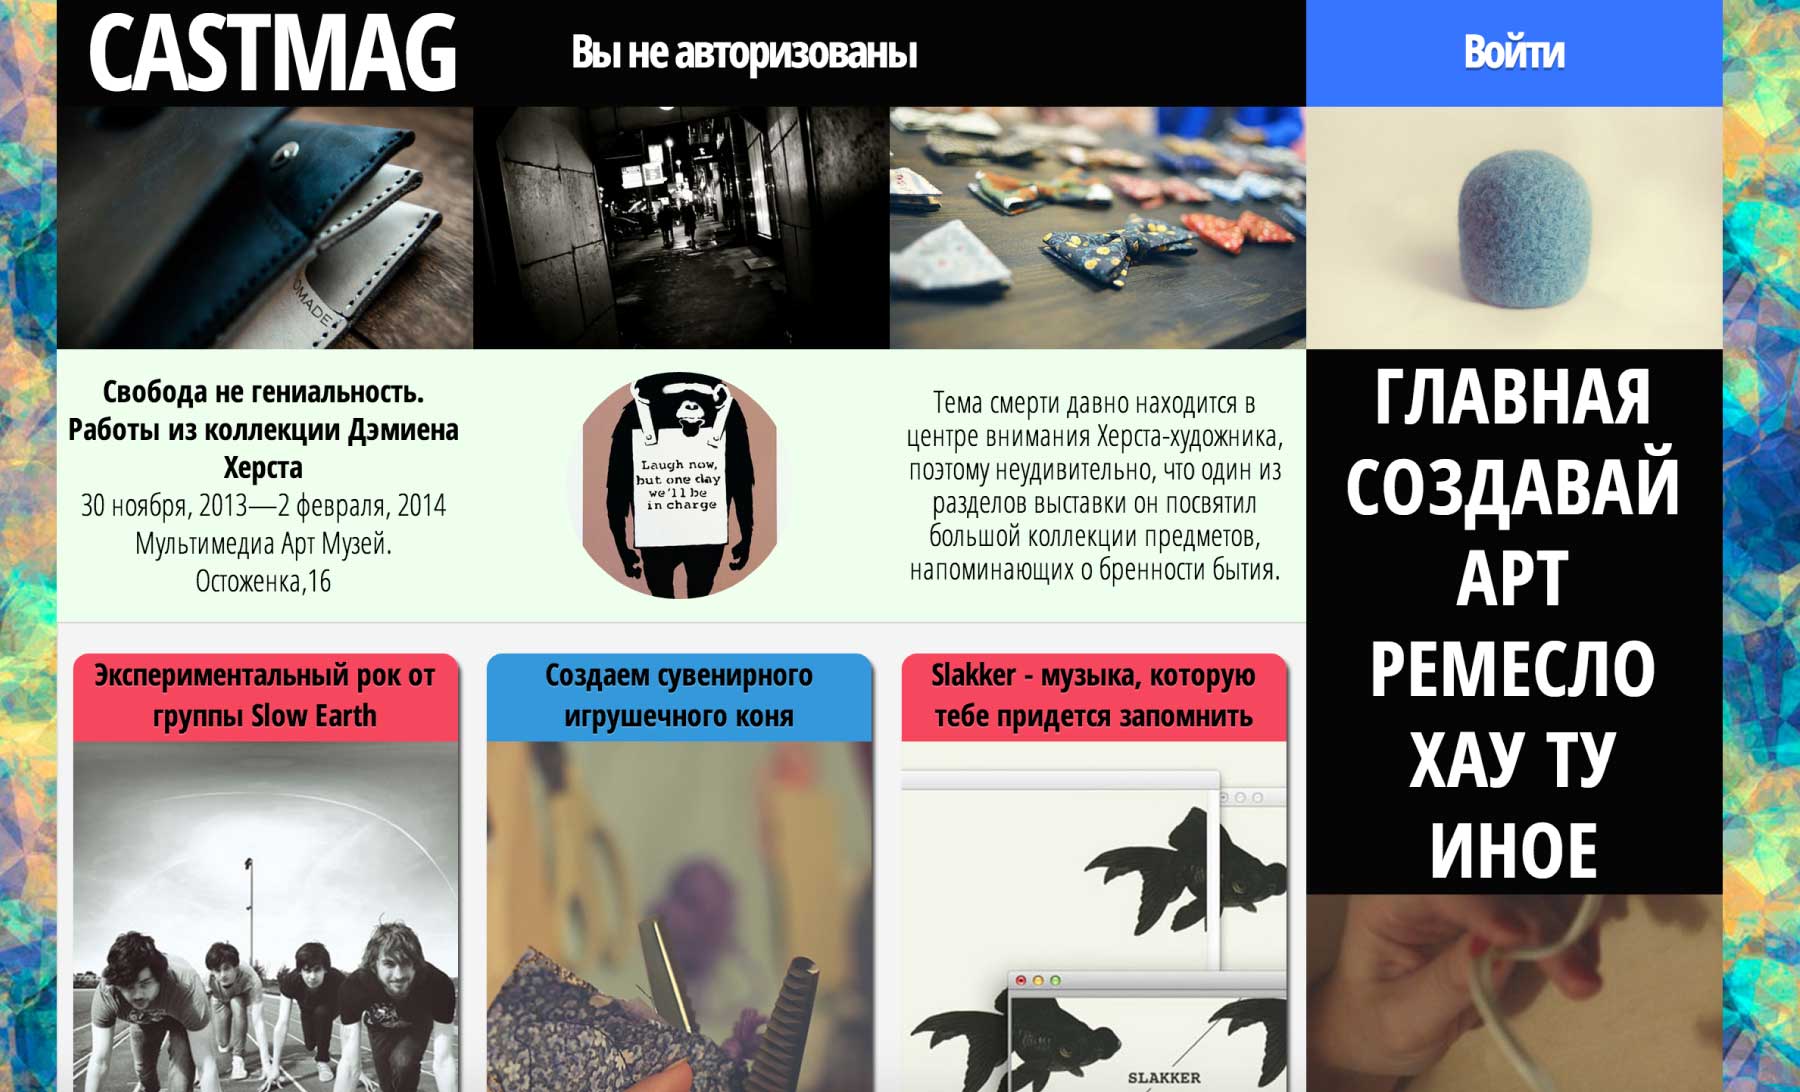 CASTMAG
Вы не авторизованы
Войти
OMADE
Свобода не гениальность.
Работы из коллекции Дэмиена
Херста
30 ноября, 2013—2 февраля, 2014
Мультимедиа Арт Музей.
Остоженка,16
Laugh now,
but one day
we'll be
in charge
Тема смерти давно находится в
центре внимания Херста-художника,
поэтому неудивительно, что один из
разделов выставки он посвятил
большой коллекции предметов,
напоминающих о бренности бытия.
ГЛАВНАЯ
СОЗДАВАЙ
АРТ
РЕМЕСЛО
ХАУ ТУ
ИНОЕ
Экспериментальный рок от
группы Slow Earth
Создаем сувенирного
игрушечного коня
Slakker - музыка, которую
тебе придется запомнить
SLAKKER